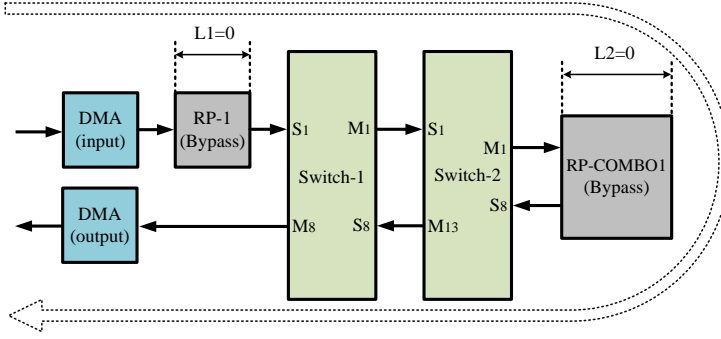 L1=0
L2=0
DMA
(input)
RP-1
(Bypass)
S1
M1
S1
M1
Switch-1
Switch-2
RP-COMBO1
(Bypass)
S8
DMA
(output)
M8
S8
M13